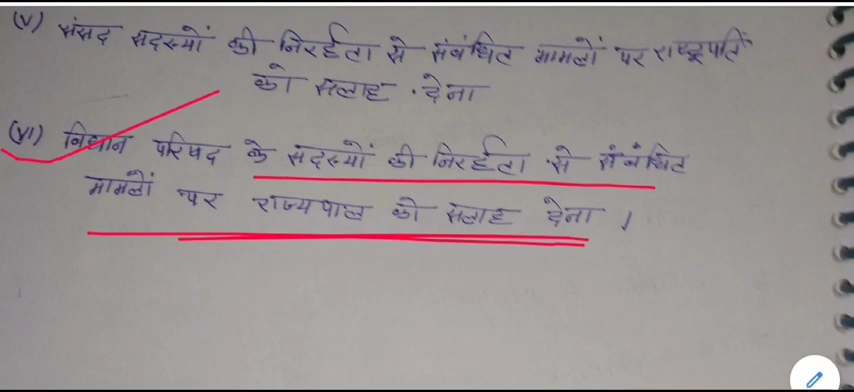 (V) संसद सदस्यों की निरर्हता से संबंधित मामलों पर राष्ट्रपति
को सलाह देना
(VI) विधान परिषद के सदस्यों की निरर्हता से संबंधित
मामलों पर राज्यपाल को सलाह देना ।